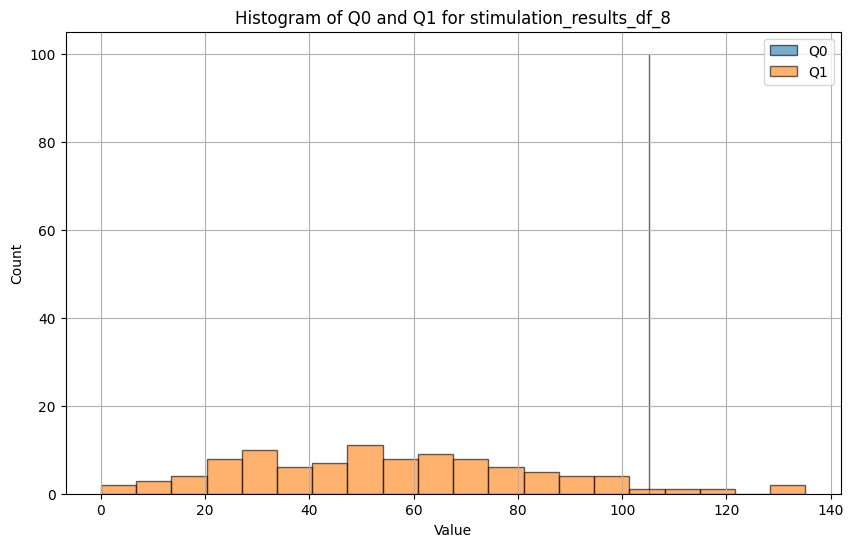 Histogram of Q0 and Q1 for stimulation_results_df_8
Q0
Q1
100
80
60
40
20
0
Count
0 20 40 60 80 100 120 140
Value